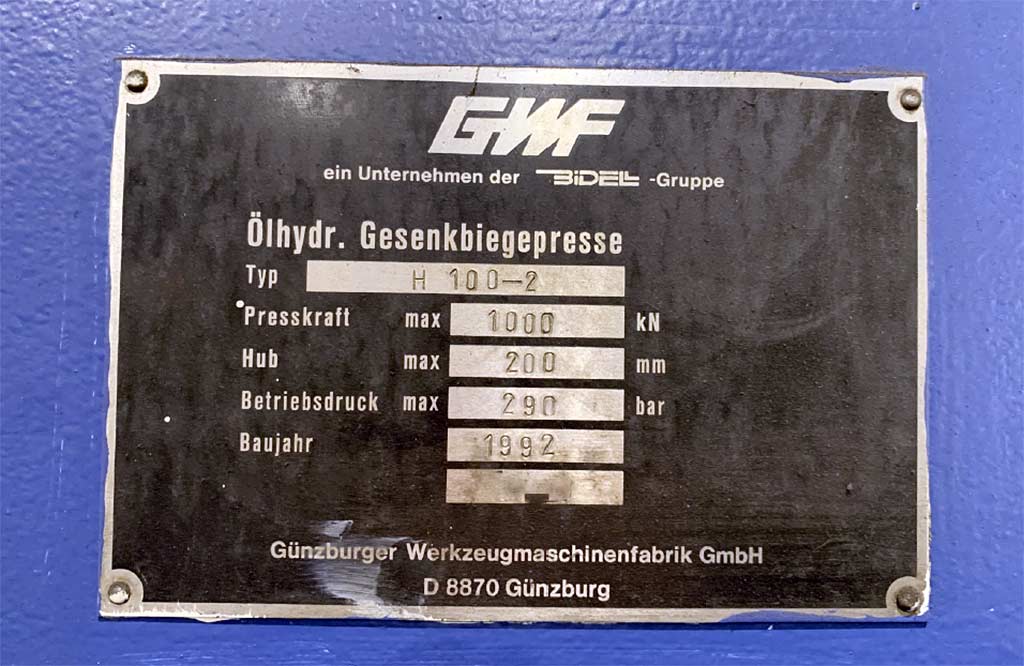 GWF
ein Unternehmen der BIDELL -Gruppe
Ölhydr. Gesenkbiegepresse
Typ H 100-2
Presskraft max 1000 kN
Hub max 200 mm
Betriebsdruck max 290 bar
Baujahr 1992
Günzburger Werkzeugmaschinenfabrik GmbH
D 8870 Günzburg